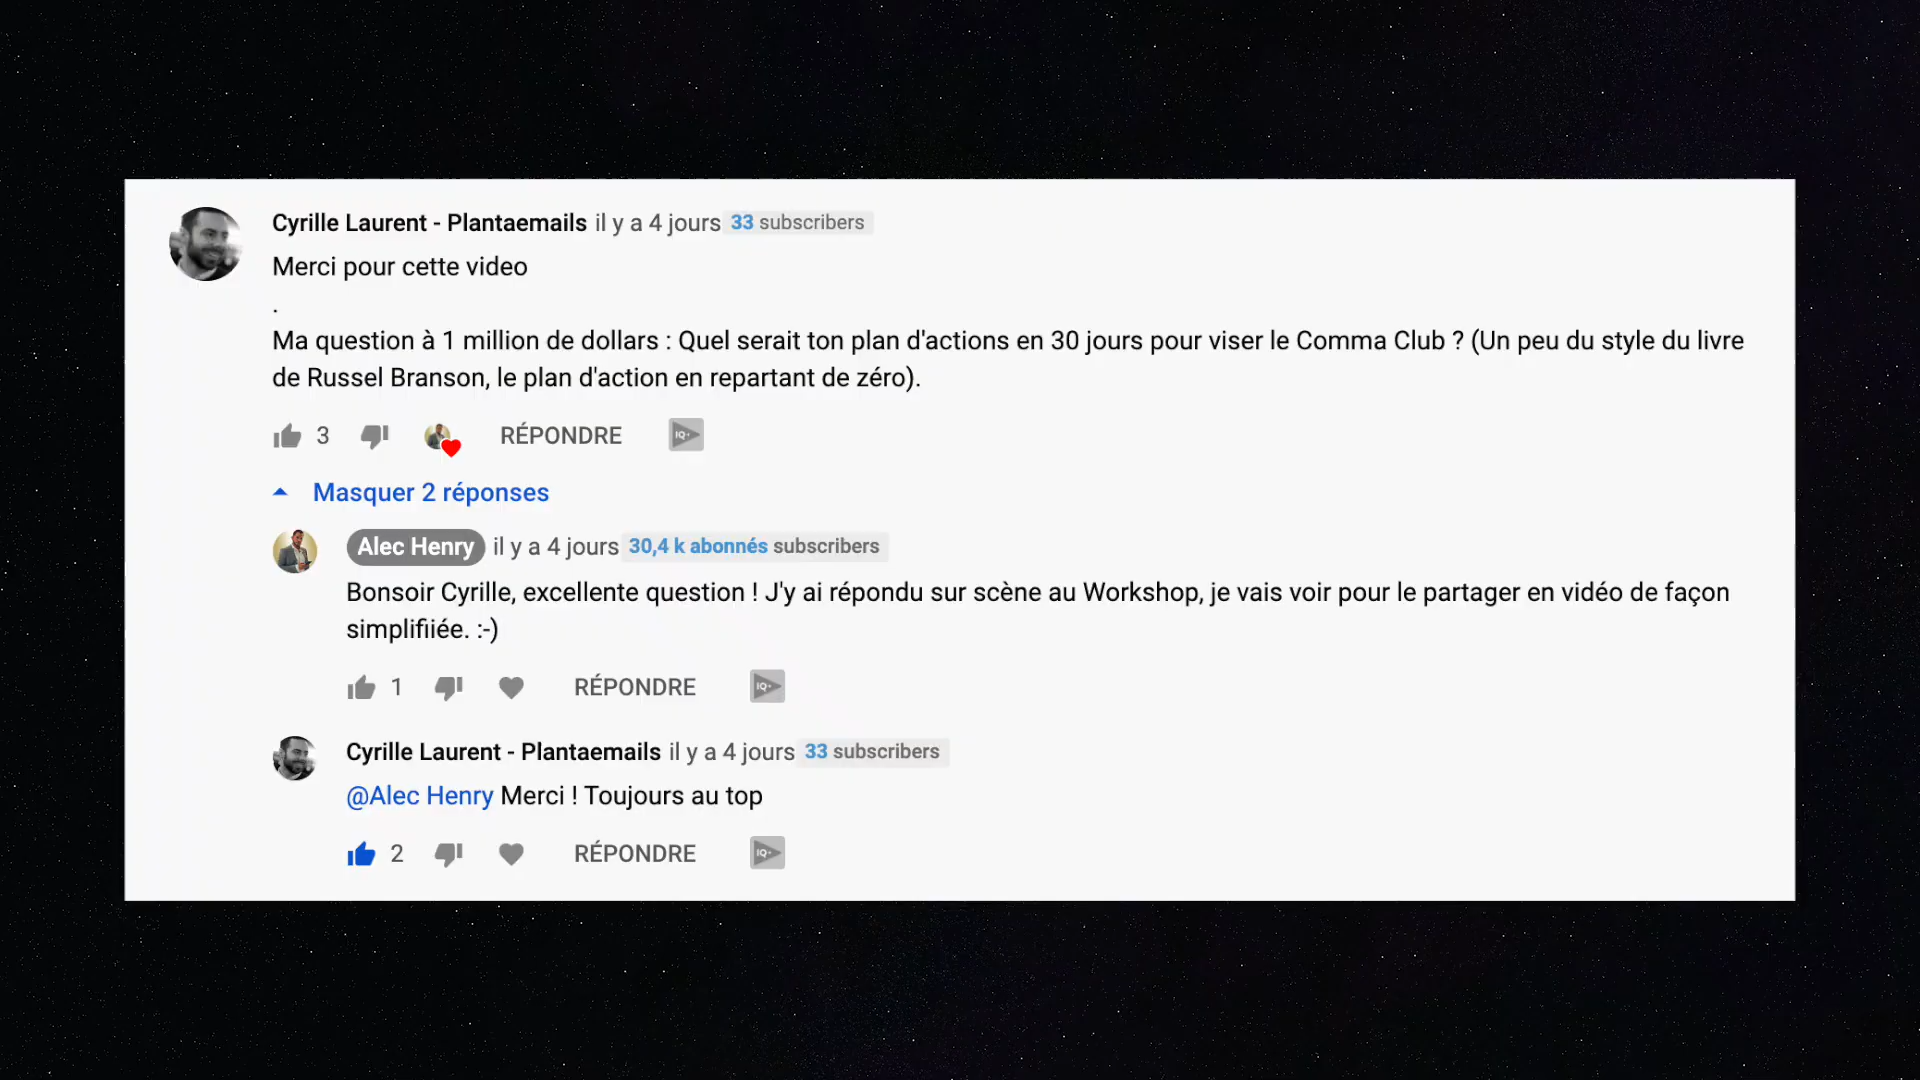 Cyrille Laurent - Plantaemails il y a 4 jours 33 subscribers
Merci pour cette video
.
Ma question à 1 million de dollars : Quel serait ton plan d'actions en 30 jours pour viser le Comma Club ? (Un peu du style du livre
de Russel Branson, le plan d'action en repartant de zéro).
3 RÉPONDRE IQ+
Masquer 2 réponses
Alec Henry il y a 4 jours 30,4 k abonnés subscribers
Bonsoir Cyrille, excellente question ! J'y ai répondu sur scène au Workshop, je vais voir pour le partager en vidéo de façon
simplifiiée. :-)
1 RÉPONDRE IQ+
Cyrille Laurent - Plantaemails il y a 4 jours 33 subscribers
@Alec Henry Merci ! Toujours au top
2 RÉPONDRE IQ+